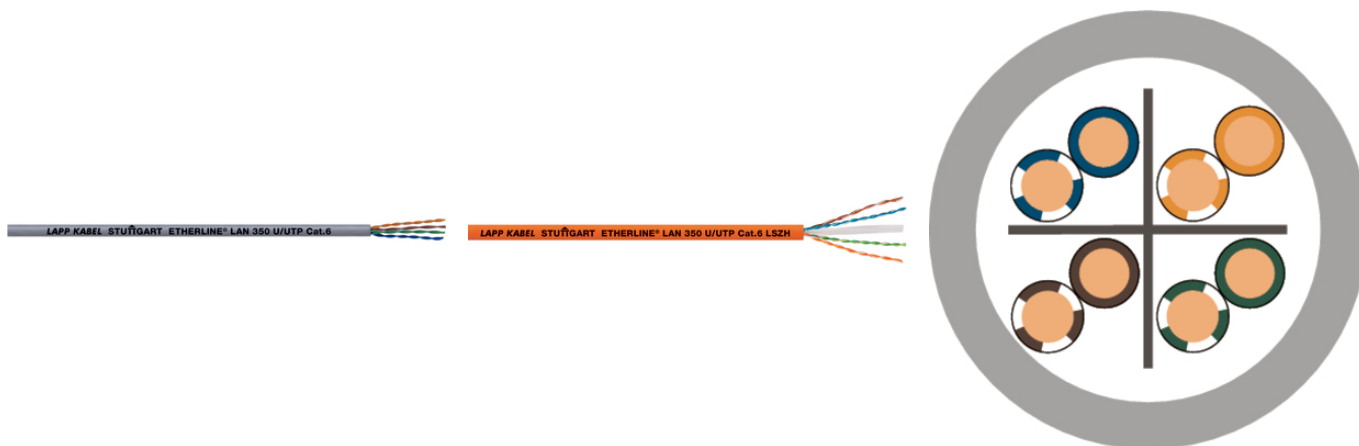 LAPP KABEL STUTTGART ETHERLINE® LAN 350 U/UTP Cat.6
LAPP KABEL STUTTGART ETHERLINE® LAN 350 U/UTP Cat.6 LSZH